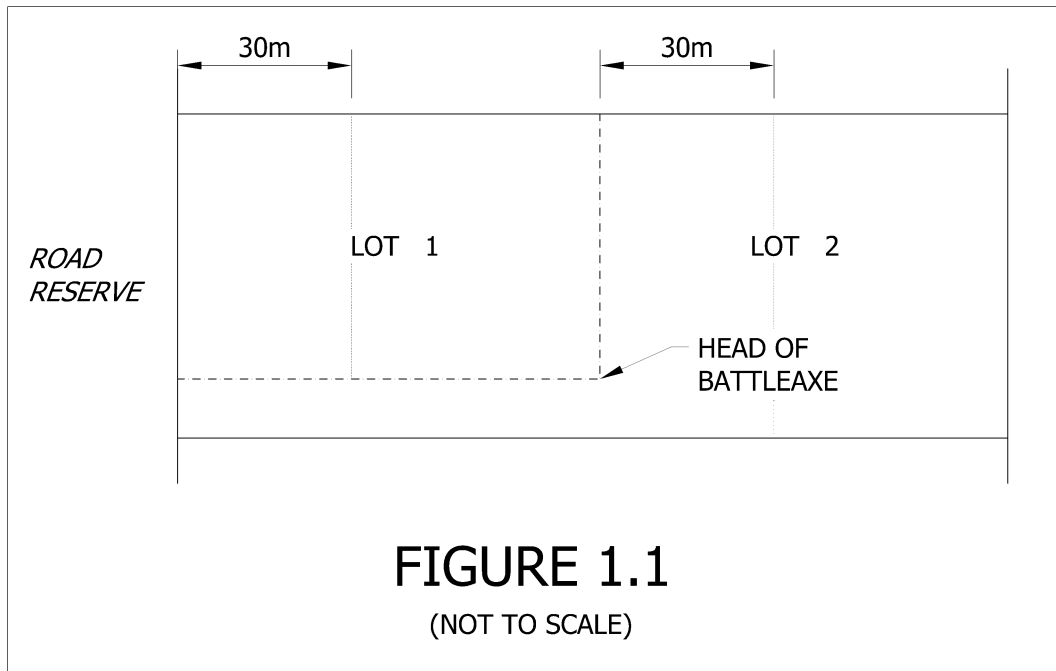 30m
30m
ROAD
RESERVE
LOT 1
LOT 2
HEAD OF
BATTLEAXE
FIGURE 1.1
(NOT TO SCALE)